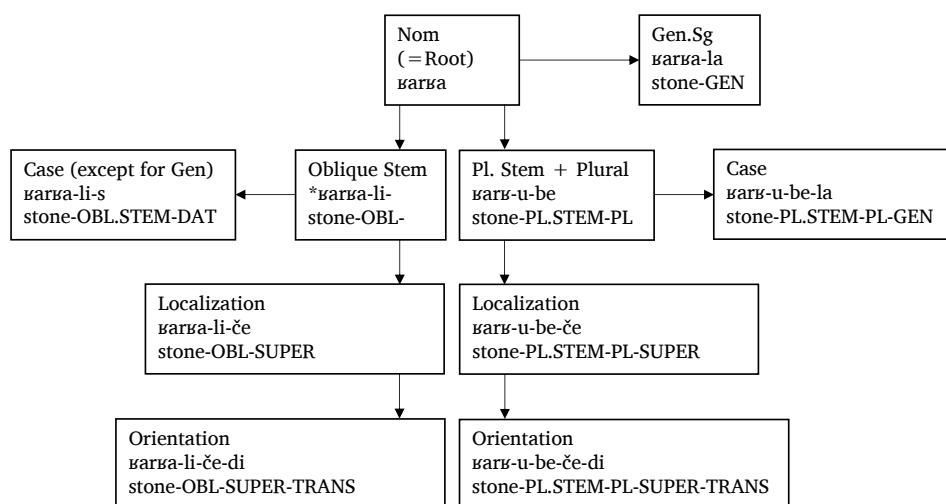 Nom
(=Root)
ʁarʁa
Gen.Sg
ʁarʁa-la
stone-GEN
Case (except for Gen)
ʁarʁa-li-s
stone-OBL.STEM-DAT
Oblique Stem
*ʁarʁa-li-
stone-OBL-
Pl. Stem + Plural
ʁarʁ-u-be
stone-PL.STEM-PL
Case
ʁarʁ-u-be-la
stone-PL.STEM-PL-GEN
Localization
ʁarʁa-li-če
stone-OBL-SUPER
Localization
ʁarʁ-u-be-če
stone-PL.STEM-PL-SUPER
Orientation
ʁarʁa-li-če-di
stone-OBL-SUPER-TRANS
Orientation
ʁarʁ-u-be-če-di
stone-PL.STEM-PL-SUPER-TRANS